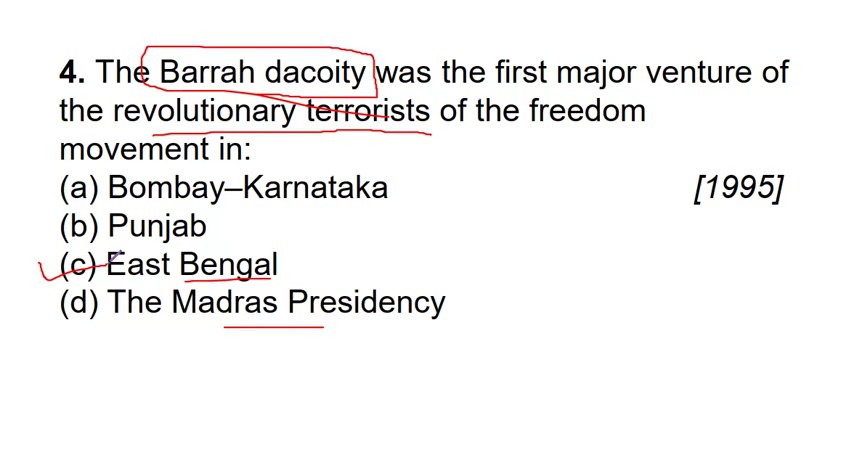 4. The Barrah dacoity was the first major venture of
the revolutionary terrorists of the freedom
movement in:
(a) Bombay–Karnataka [1995]
(b) Punjab
(c) East Bengal
(d) The Madras Presidency